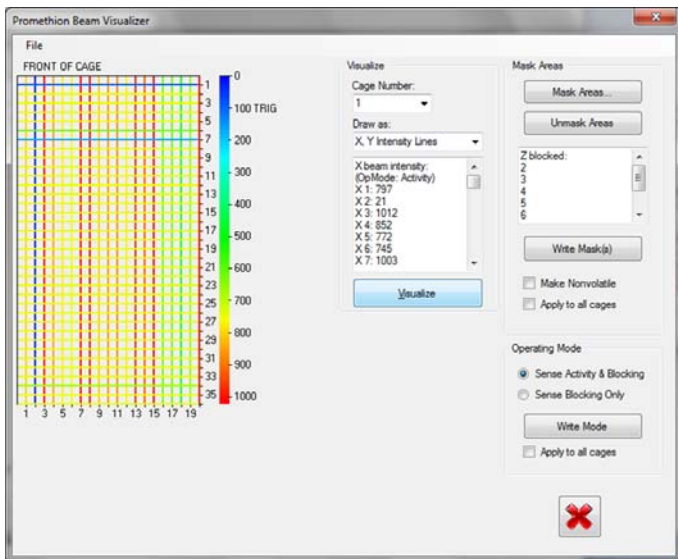 Promethion Beam Visualizer
File
FRONT OF CAGE
1
3
5
7
9
11
13
15
17
19
21
23
25
27
29
31
33
35
1 3 5 7 9 11 13 15 17 19
0
100 TRIG
200
300
400
500
600
700
800
900
1000
Visualize
Cage Number:
1
Draw as:
X, Y Intensity Lines
X beam intensity:
(OpMode: Activity)
X 1: 797
X 2: 21
X 3: 1012
X 4: 852
X 5: 772
X 6: 745
X 7: 1003
Visualize
Mask Areas
Mask Areas...
Unmask Areas
Z blocked:
2
3
4
5
6
Write Mask(s)
Make Nonvolatile
Apply to all cages
Operating Mode
Sense Activity & Blocking
Sense Blocking Only
Write Mode
Apply to all cages